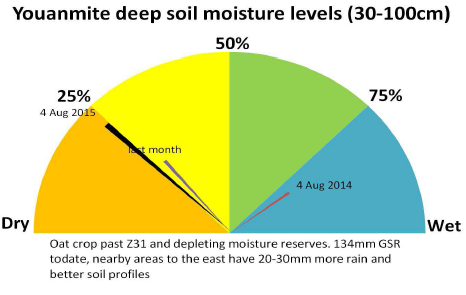 Youanmite deep soil moisture levels (30-100cm)
50%
25%
75%
4 Aug 2015
last month
4 Aug 2014
Dry
Wet
Oat crop past Z31 and depleting moisture reserves. 134mm GSR
todate, nearby areas to the east have 20-30mm more rain and
better soil profiles